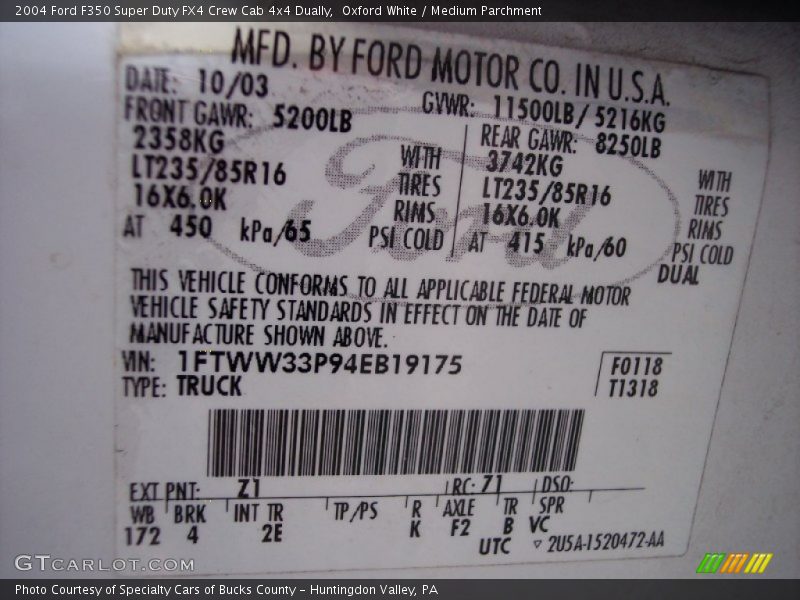 2004 Ford F350 Super Duty FX4 Crew Cab 4x4 Dually,  Oxford White / Medium Parchment
MFD. BY FORD MOTOR CO. IN U.S.A.
DATE: 10/03
GVWR: 11500LB/ 5216KG
FRONT GAWR: 5200LB
2358KG
WITH
LT235/85R16
TIRES
16X6.0K
RIMS
AT 450 kPa/65
PSI COLD
REAR GAWR: 8250LB
3742KG
WITH
LT235/85R16
TIRES
16X6.0K
RIMS
AT 415 kPa/60
PSI COLD
DUAL
Ford
THIS VEHICLE CONFORMS TO ALL APPLICABLE FEDERAL MOTOR
VEHICLE SAFETY STANDARDS IN EFFECT ON THE DATE OF
MANUFACTURE SHOWN ABOVE.
VIN: 1FTWW33P94EB19175
F0118
TYPE: TRUCK
T1318
EXT PNT: Z1 RC: 71 DSO:
WB BRK INT TR TP/PS R AXLE TR SPR
172 4 2E K F2 B VC
UTC ▽ 2U5A-1520472-AA
GTCARLOT.COM
Photo Courtesy of Specialty Cars of Bucks County - Huntingdon Valley, PA